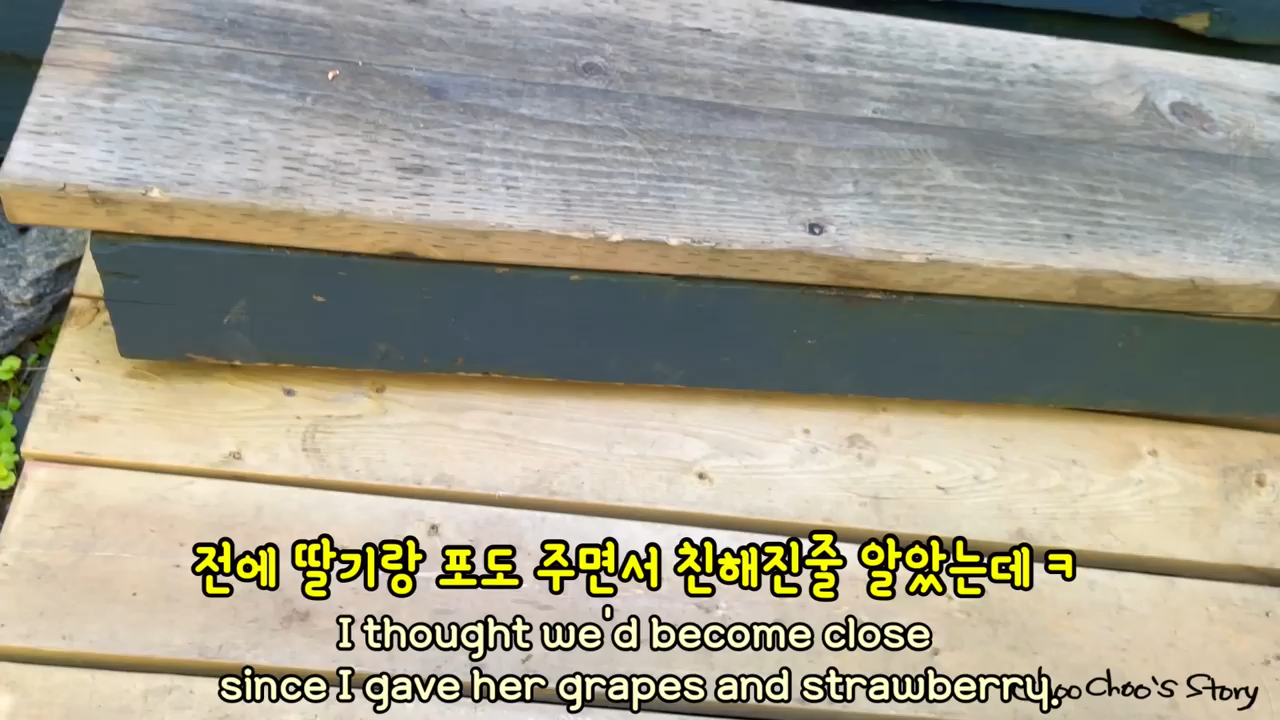 전에 딸기랑 포도 주면서 친해진줄 알았는데 ㅋ
I thought we'd become close
since I gave her grapes and strawberry.
Choo's Story